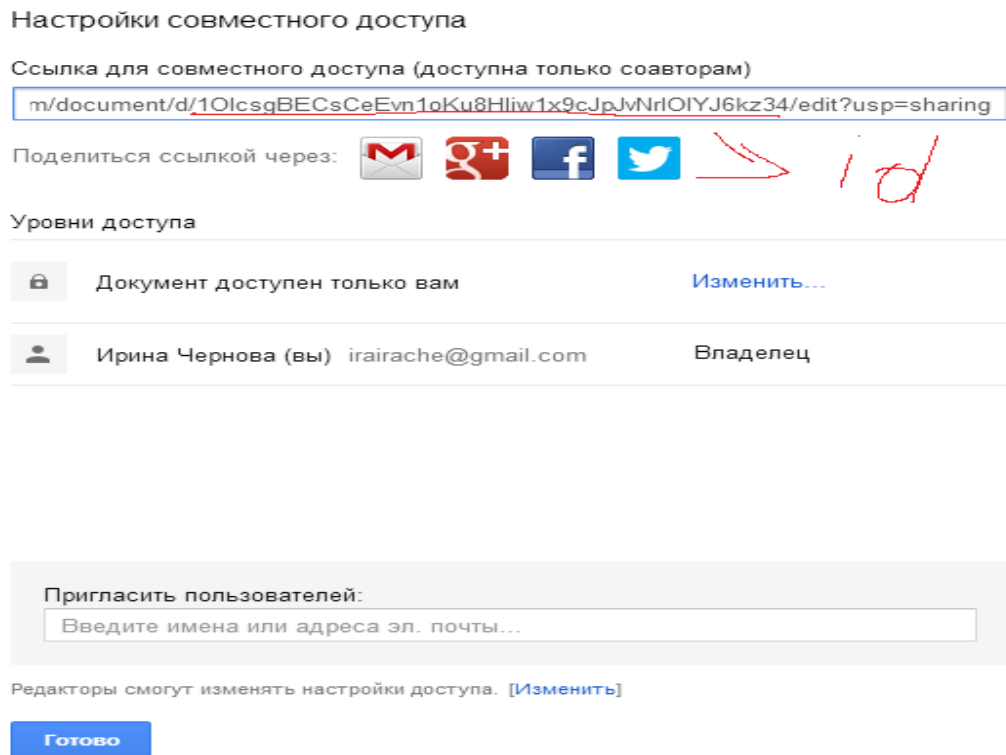 Настройки совместного доступа
Ссылка для совместного доступа (доступна только соавторам)
m/document/d/1OlcsgBECsCeEvn1oKu8Hliw1x9cJpJvNrlOlYJ6kz34/edit?usp=sharing
Поделиться ссылкой через: g+ f id
Уровни доступа
Документ доступен только вам Изменить...
Ирина Чернова (вы) irairache@gmail.com Владелец
Пригласить пользователей:
Введите имена или адреса эл. почты...
Редакторы смогут изменять настройки доступа. [Изменить]
Готово